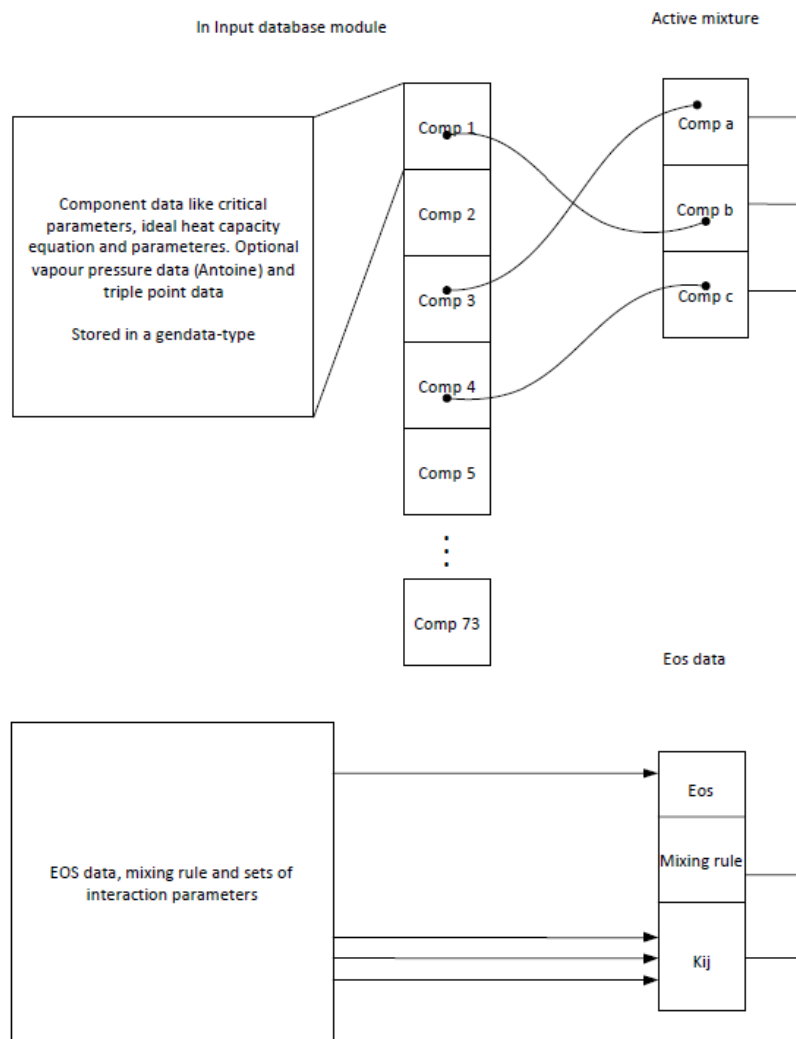 In Input database module
Active mixture
Component data like critical
parameters, ideal heat capacity
equation and parameteres. Optional
vapour pressure data (Antoine) and
triple point data
Stored in a gendata-type
Comp 1
Comp 2
Comp 3
Comp 4
Comp 5
Comp 73
Comp a
Comp b
Comp c
Eos data
EOS data, mixing rule and sets of
interaction parameters
Eos
Mixing rule
Kij